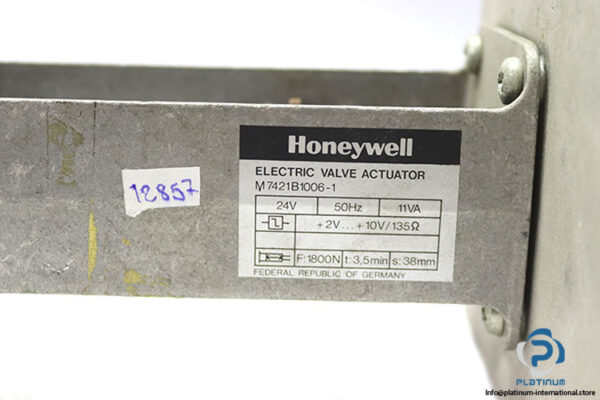 Honeywell
ELECTRIC VALVE ACTUATOR
M7421B1006-1
24V 50Hz 11VA
+2V...+10V/135Ω
F:1800N t:3,5min s:38mm
FEDERAL REPUBLIC OF GERMANY
12857
PLATINUM
Info@platinum-international.store